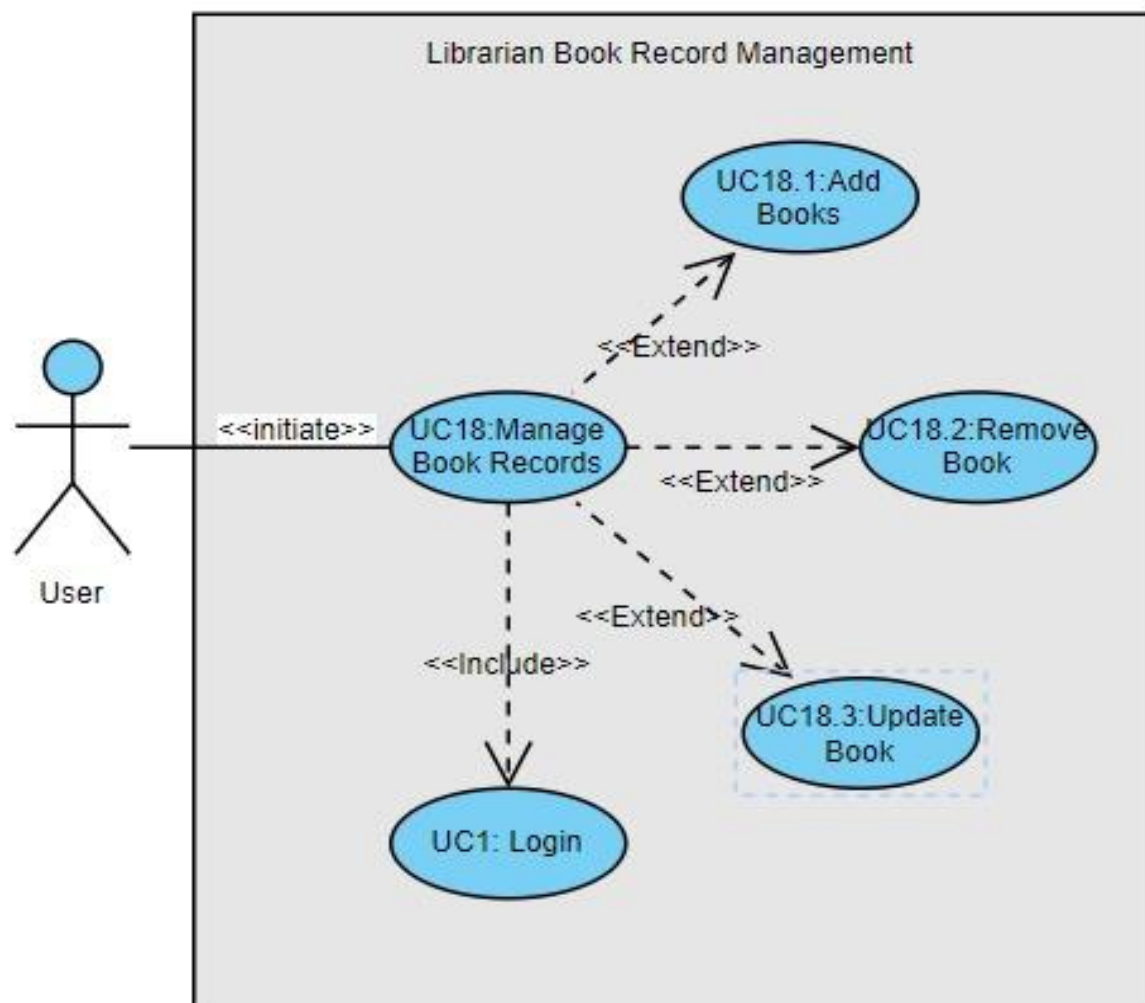 Librarian Book Record Management
UC18.1:Add
Books
<<Extend>>
<<initiate>>
UC18:Manage
Book Records
UC18.2:Remove
Book
<<Extend>>
User
<<Extend>>
<<Include>>
UC18.3:Update
Book
UC1: Login